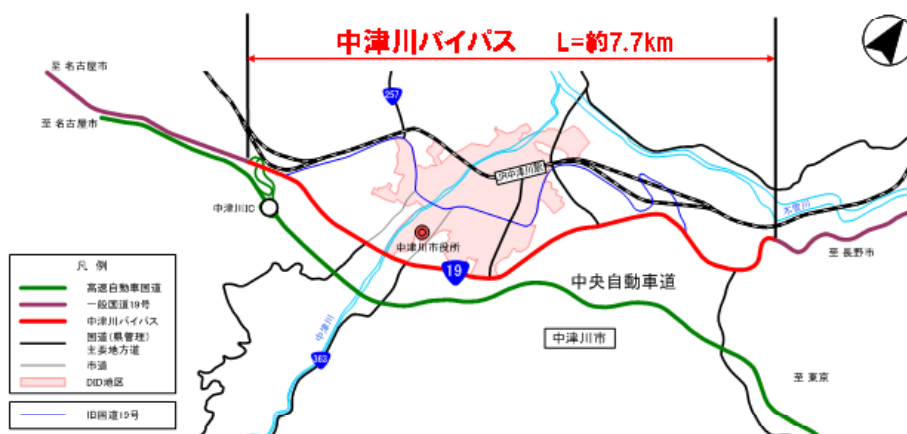 中津川バイパス L=約7.7km
至 名古屋市
至 名古屋市
257
JR中津川駅
木曽川
中津川IC
中津川市役所
19
至 長野市
中央自動車道
中津川
中津川市
363
至 東京
凡 例
高速自動車国道
一般国道19号
中津川バイパス
国道(県管理)
主要地方道
市道
DID地区
旧国道19号